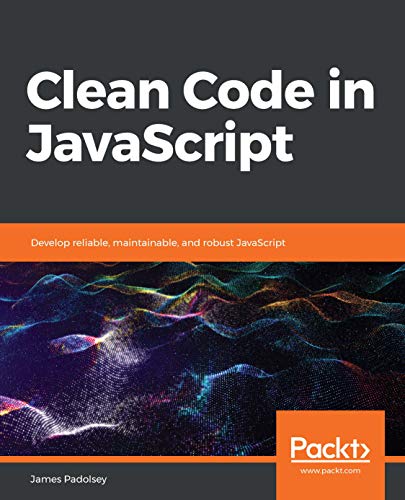 Clean Code in
JavaScript
Develop reliable, maintainable, and robust JavaScript
Packt>
www.packt.com
James Padolsey